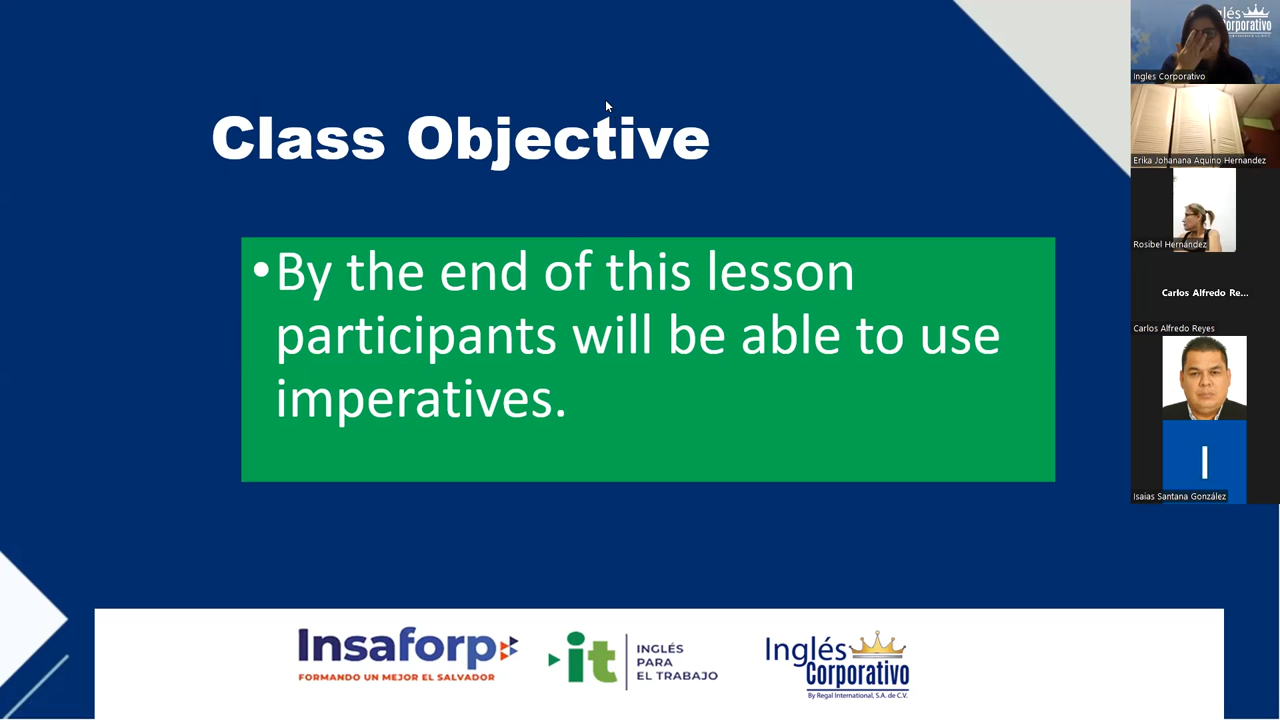 Class Objective
•By the end of this lesson
participants will be able to use
imperatives.
Insaforp
FORMANDO UN MEJOR EL SALVADOR
it
INGLÉS
PARA
EL TRABAJO
Inglés
Corporativo
By Regal International, S.A. de C.V.
glés
orporativo
Ingles Corporativo
Erika Johanana Aquino Hernandez
Rosibel Hernández
Carlos Alfredo Re...
Carlos Alfredo Reyes
I
Isaias Santana González